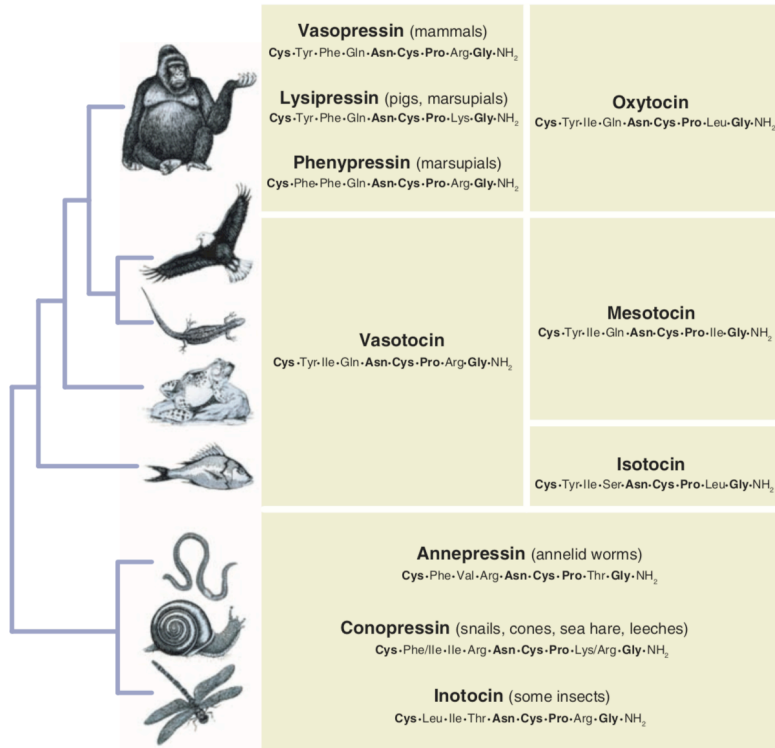 Vasopressin (mammals)
Cys·Tyr·Phe·Gln·Asn·Cys·Pro·Arg·Gly·NH₂
Lysipressin (pigs, marsupials)
Cys·Tyr·Phe·Gln·Asn·Cys·Pro·Lys·Gly·NH₂
Phenypressin (marsupials)
Cys·Phe·Phe·Gln·Asn·Cys·Pro·Arg·Gly·NH₂
Oxytocin
Cys·Tyr·Ile·Gln·Asn·Cys·Pro·Leu·Gly·NH₂
Vasotocin
Cys·Tyr·Ile·Gln·Asn·Cys·Pro·Arg·Gly·NH₂
Mesotocin
Cys·Tyr·Ile·Gln·Asn·Cys·Pro·Ile·Gly·NH₂
Isotocin
Cys·Tyr·Ile·Ser·Asn·Cys·Pro·Leu·Gly·NH₂
Annepressin (annelid worms)
Cys·Phe·Val·Arg·Asn·Cys·Pro·Thr·Gly·NH₂
Conopressin (snails, cones, sea hare, leeches)
Cys·Phe/Ile·Ile·Arg·Asn·Cys·Pro·Lys/Arg·Gly·NH₂
Inotocin (some insects)
Cys·Leu·Ile·Thr·Asn·Cys·Pro·Arg·Gly·NH₂